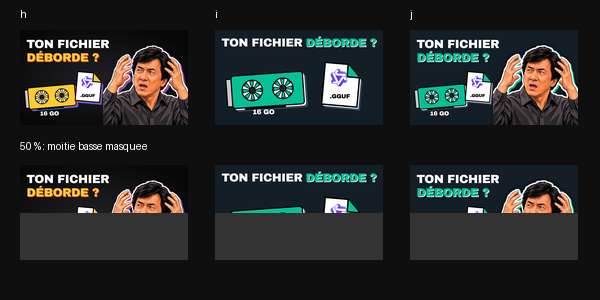 h
i
j
TON FICHIER
DÉBORDE ?
.GGUF
16 GO
TON FICHIER DÉBORDE ?
.GGUF
16 GO
TON FICHIER
DÉBORDE ?
.GGUF
16 GO
50 %: moitie basse masquee
TON FICHIER
DÉBORDE ?
TON FICHIER DÉBORDE ?
TON FICHIER
DÉBORDE ?